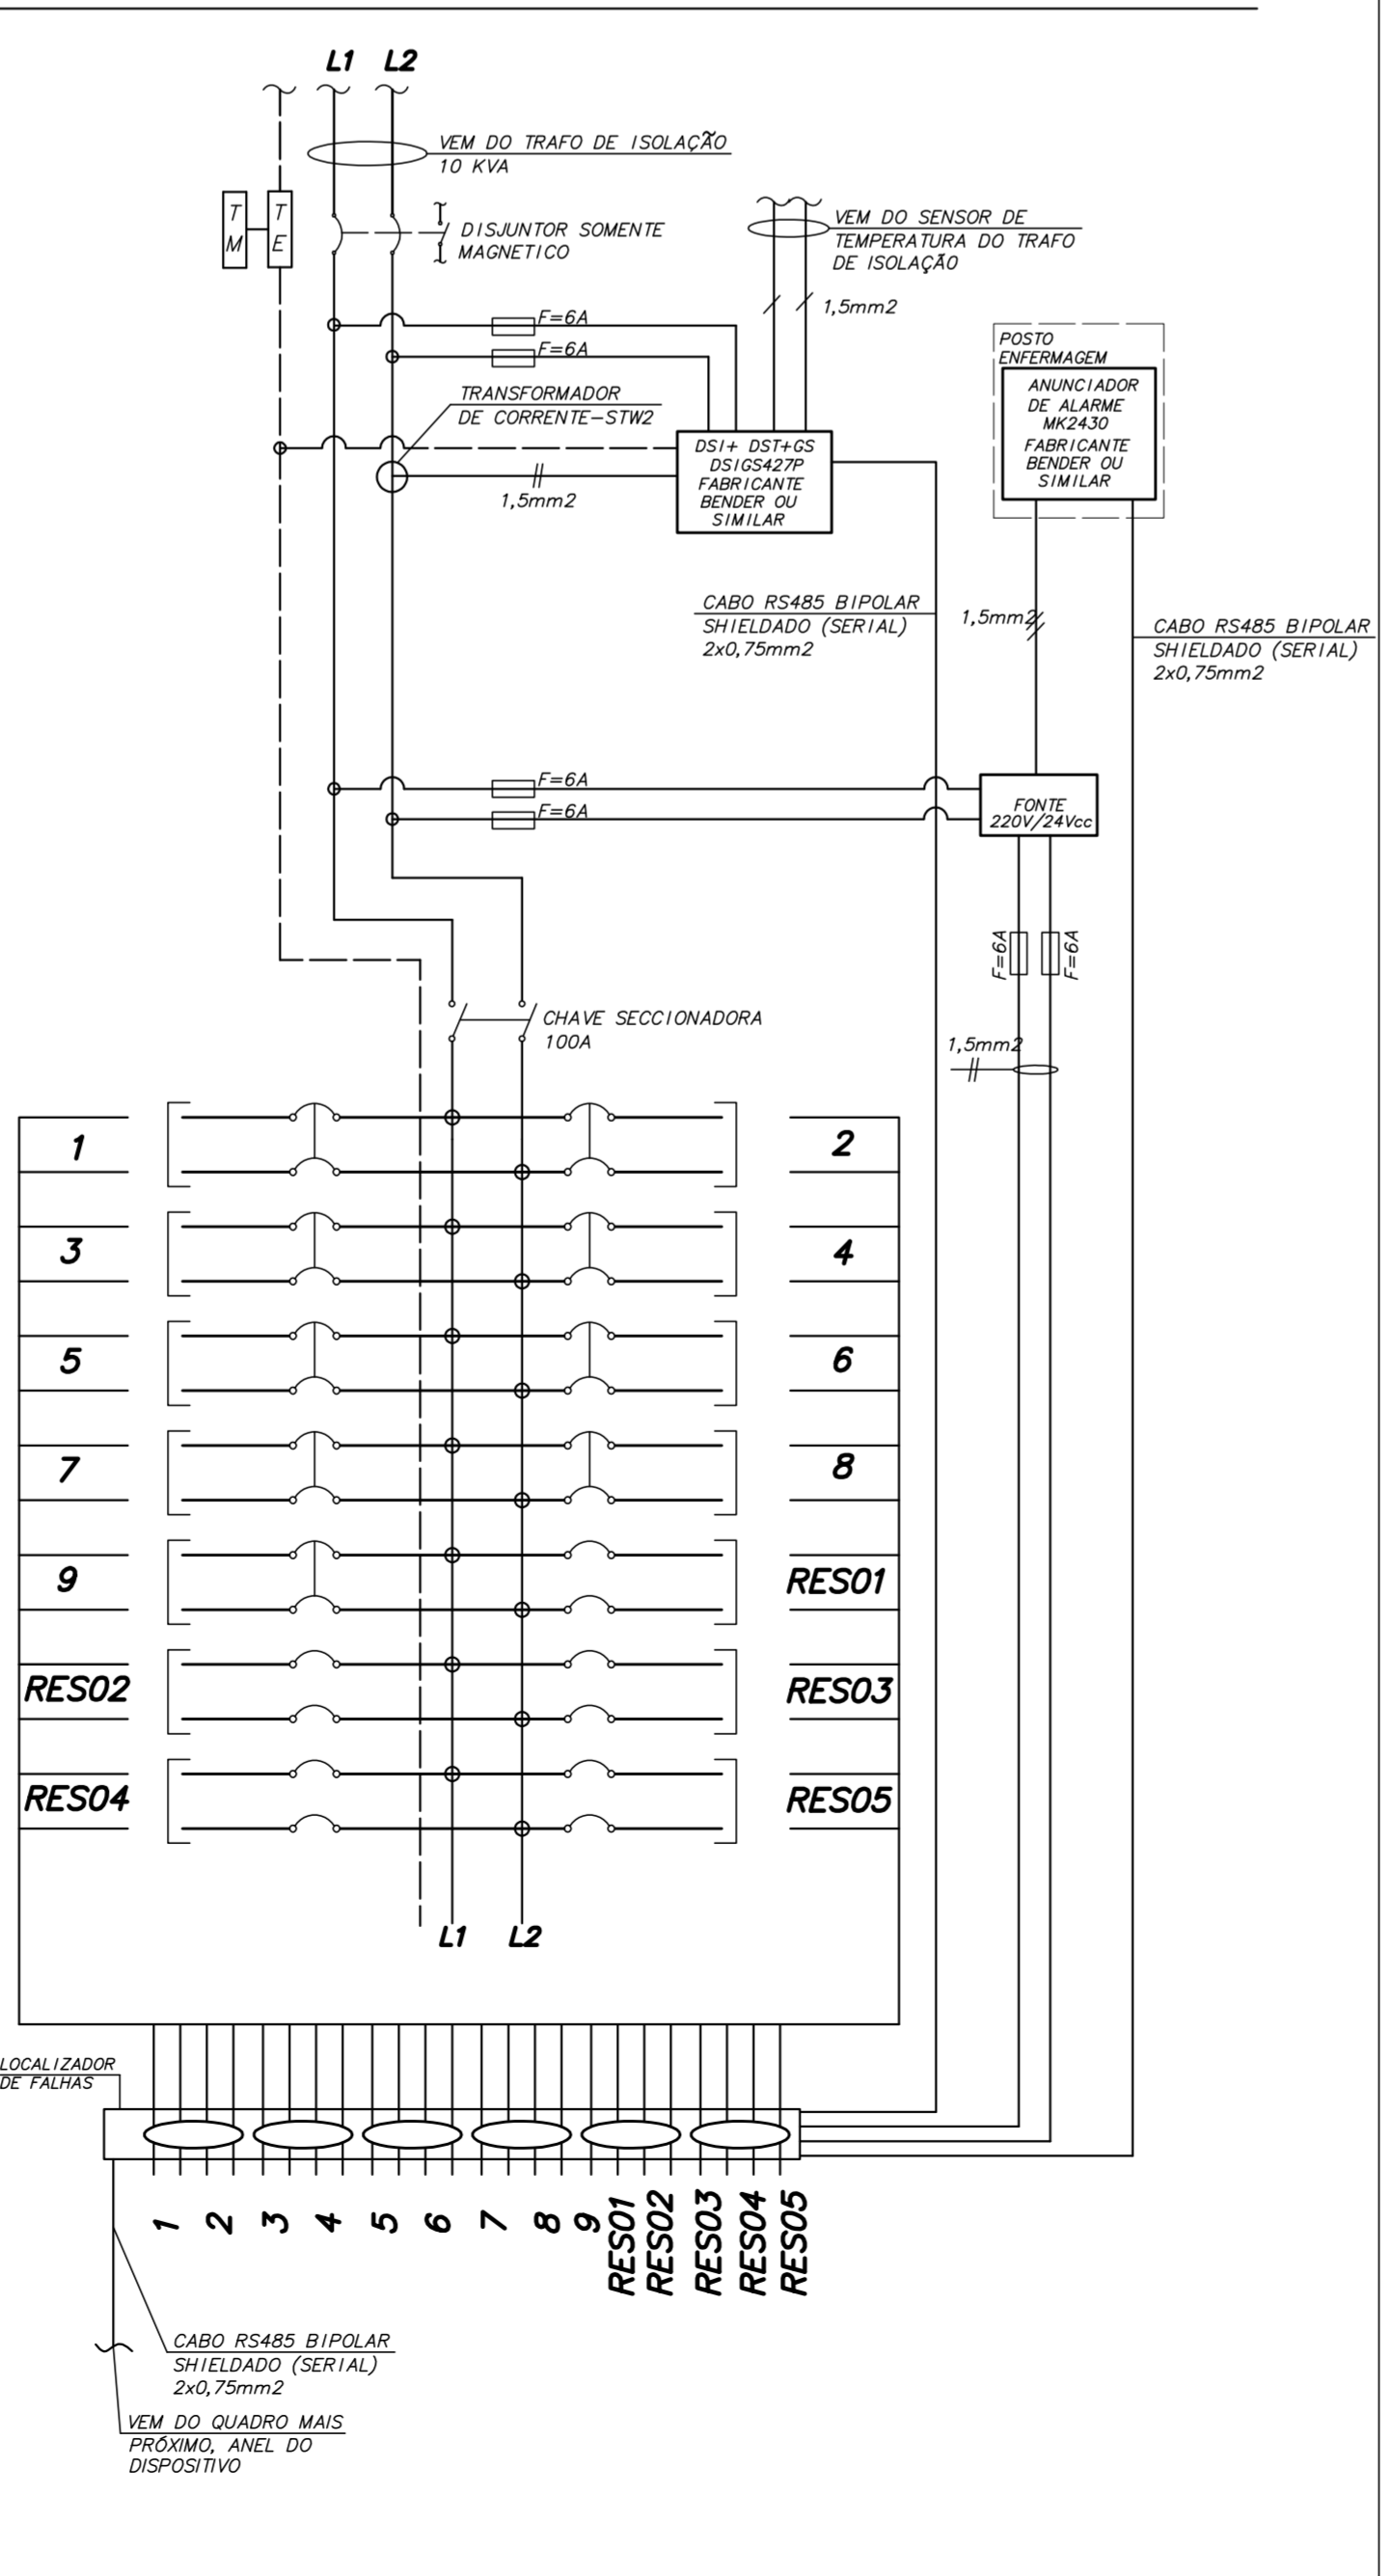 L1 L2
VEM DO TRAFO DE ISOLAÇÃO
10 KVA
T
M
T
E
DISJUNTOR SOMENTE
MAGNETICO
VEM DO SENSOR DE
TEMPERATURA DO TRAFO
DE ISOLAÇÃO
1,5mm2
F=6A
F=6A
TRANSFORMADOR
DE CORRENTE-STW2
1,5mm2
DSI+ DST+GS
DSIGS427P
FABRICANTE
BENDER OU
SIMILAR
POSTO
ENFERMAGEM
ANUNCIADOR
DE ALARME
MK2430
FABRICANTE
BENDER OU
SIMILAR
CABO RS485 BIPOLAR
SHIELDADO (SERIAL)
2x0,75mm2
1,5mm2
CABO RS485 BIPOLAR
SHIELDADO (SERIAL)
2x0,75mm2
F=6A
F=6A
FONTE
220V/24Vcc
F=6A
F=6A
CHAVE SECCIONADORA
100A
1,5mm2
1
2
3
4
5
6
7
8
9
RES01
RES02
RES03
RES04
RES05
L1 L2
LOCALIZADOR
DE FALHAS
1
2
3
4
5
6
7
8
9
RES01
RES02
RES03
RES04
RES05
CABO RS485 BIPOLAR
SHIELDADO (SERIAL)
2x0,75mm2
VEM DO QUADRO MAIS
PRÓXIMO, ANEL DO
DISPOSITIVO